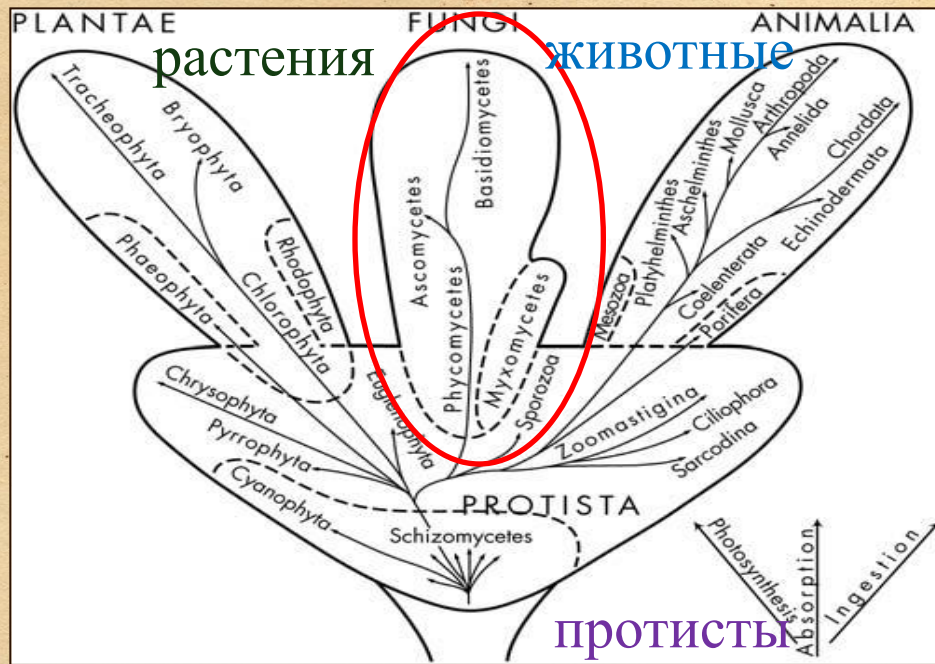 PLANTAE
FUNGI
ANIMALIA
растения
животные
Tracheophyta
Bryophyta
Phaeophyta
Chlorophyta
Rhodophyta
Ascomycetes
Basidiomycetes
Phycomycetes
Myxomycetes
Mesozoa
Platyhelminthes
Aschelminthes
Mollusca
Arthropoda
Annelida
Chordata
Echinodermata
Coelenterata
Porifera
Chrysophyta
Pyrrophyta
Cyanophyta
Euglenophyta
Sporozoa
Zoomastigina
Ciliophora
Sarcodina
PROTISTA
Schizomycetes
Photosynthesis
Absorption
Ingestion
протисты